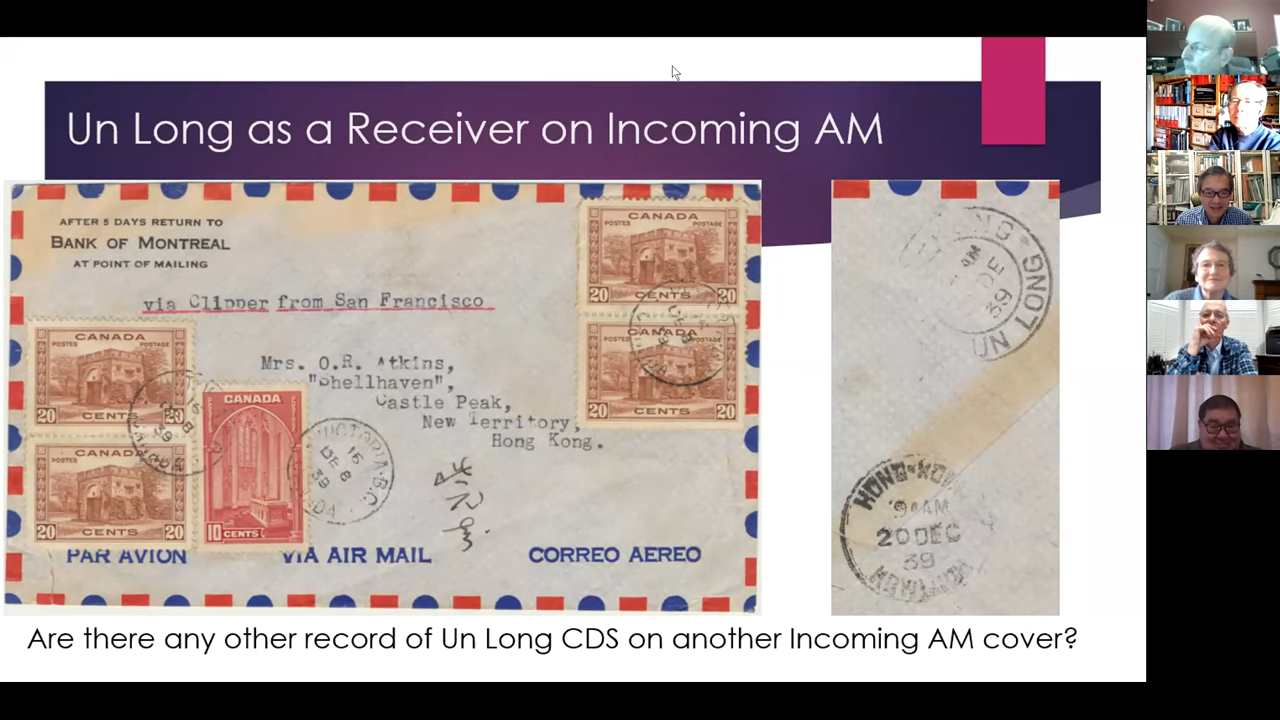 Un Long as a Receiver on Incoming AM
AFTER 5 DAYS RETURN TO
BANK OF MONTREAL
AT POINT OF MAILING
via Clipper from San Francisco
CANADA
POSTES POSTAGE
20 CENTS 20
CANADA
POSTES POSTAGE
20 CENTS 20
CANADA
POSTES POSTAGE
20 CENTS 20
CANADA
POSTES POSTAGE
20 CENTS 20
CANADA
10 CENTS
VICTORIA B.C.
15
DE 8
39
Mrs. O.R. Atkins,
"Shellhaven",
Castle Peak,
New Territory,
Hong Kong.
PAR AVION VIA AIR MAIL CORREO AEREO
UN LONG
AM
DE
39
HONG KONG
9 AM
20 DEC
39
Are there any other record of Un Long CDS on another Incoming AM cover?